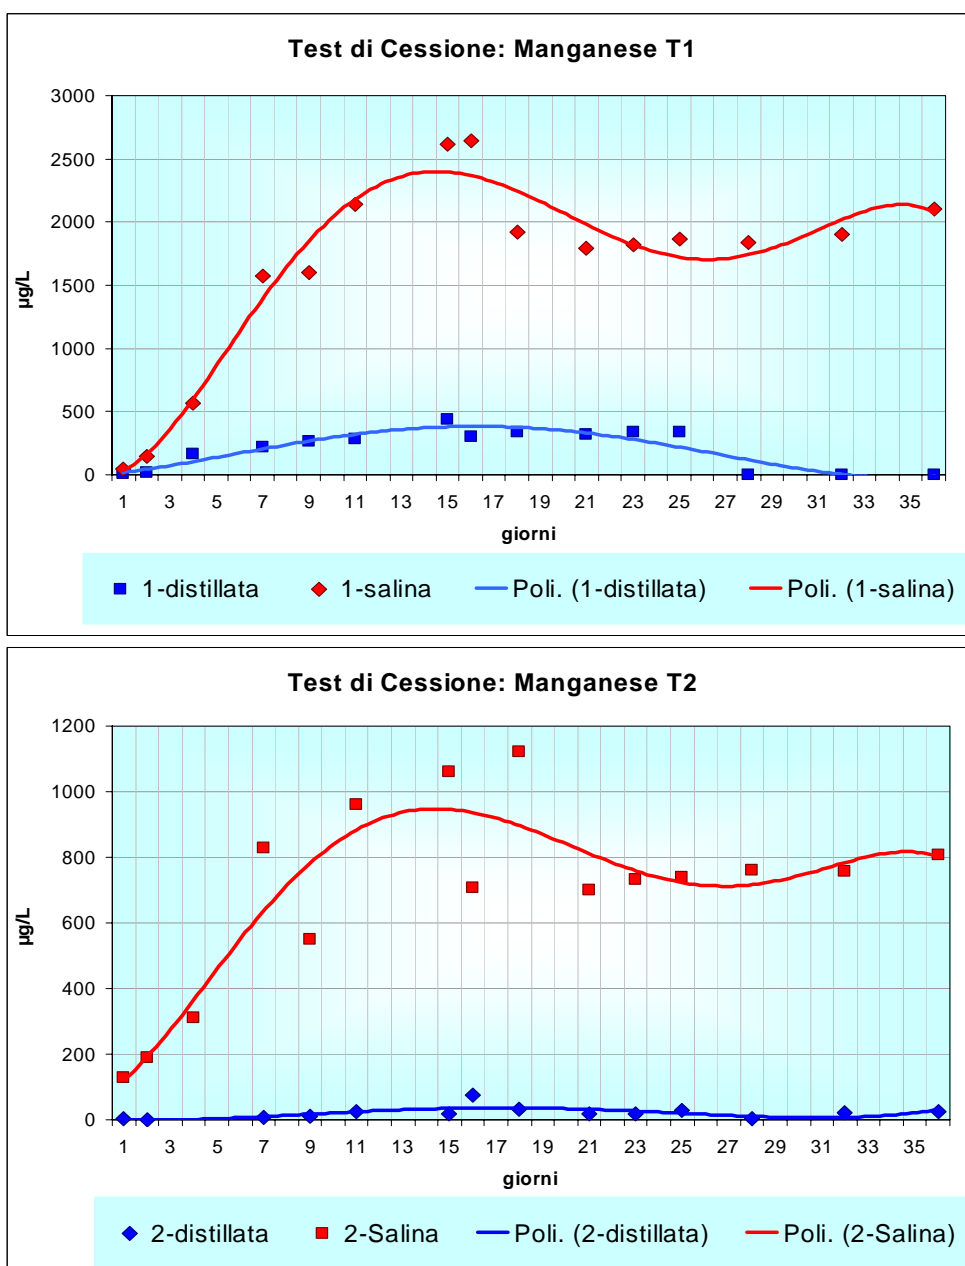 Test di Cessione: Manganese T1
3000
2500
2000
1500
1000
500
0
µg/L
1 3 5 7 9 11 13 15 17 19 21 23 25 27 29 31 33 35
giorni
1-distillata 1-salina Poli. (1-distillata) Poli. (1-salina)
Test di Cessione: Manganese T2
1200
1000
800
600
400
200
0
µg/L
1 3 5 7 9 11 13 15 17 19 21 23 25 27 29 31 33 35
giorni
2-distillata 2-Salina Poli. (2-distillata) Poli. (2-Salina)